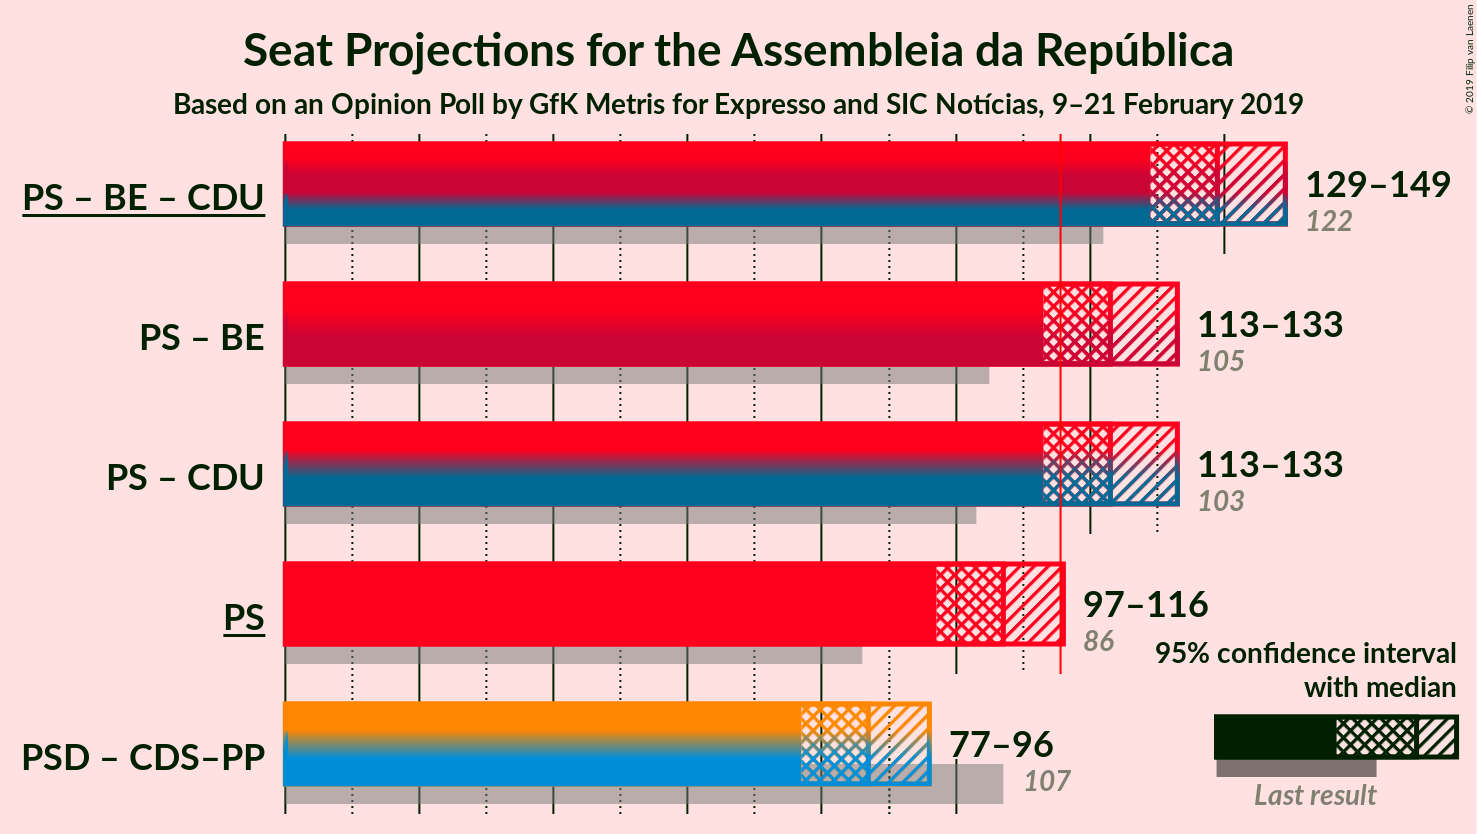 Seat Projections for the Assembleia da República
Based on an Opinion Poll by GfK Metris for Expresso and SIC Notícias, 9–21 February 2019
© 2019 Filip van Laenen
PS – BE – CDU
129–149
122
PS – BE
113–133
105
PS – CDU
113–133
103
PS
97–116
86
95% confidence interval
with median
Last result
PSD – CDS–PP
77–96
107